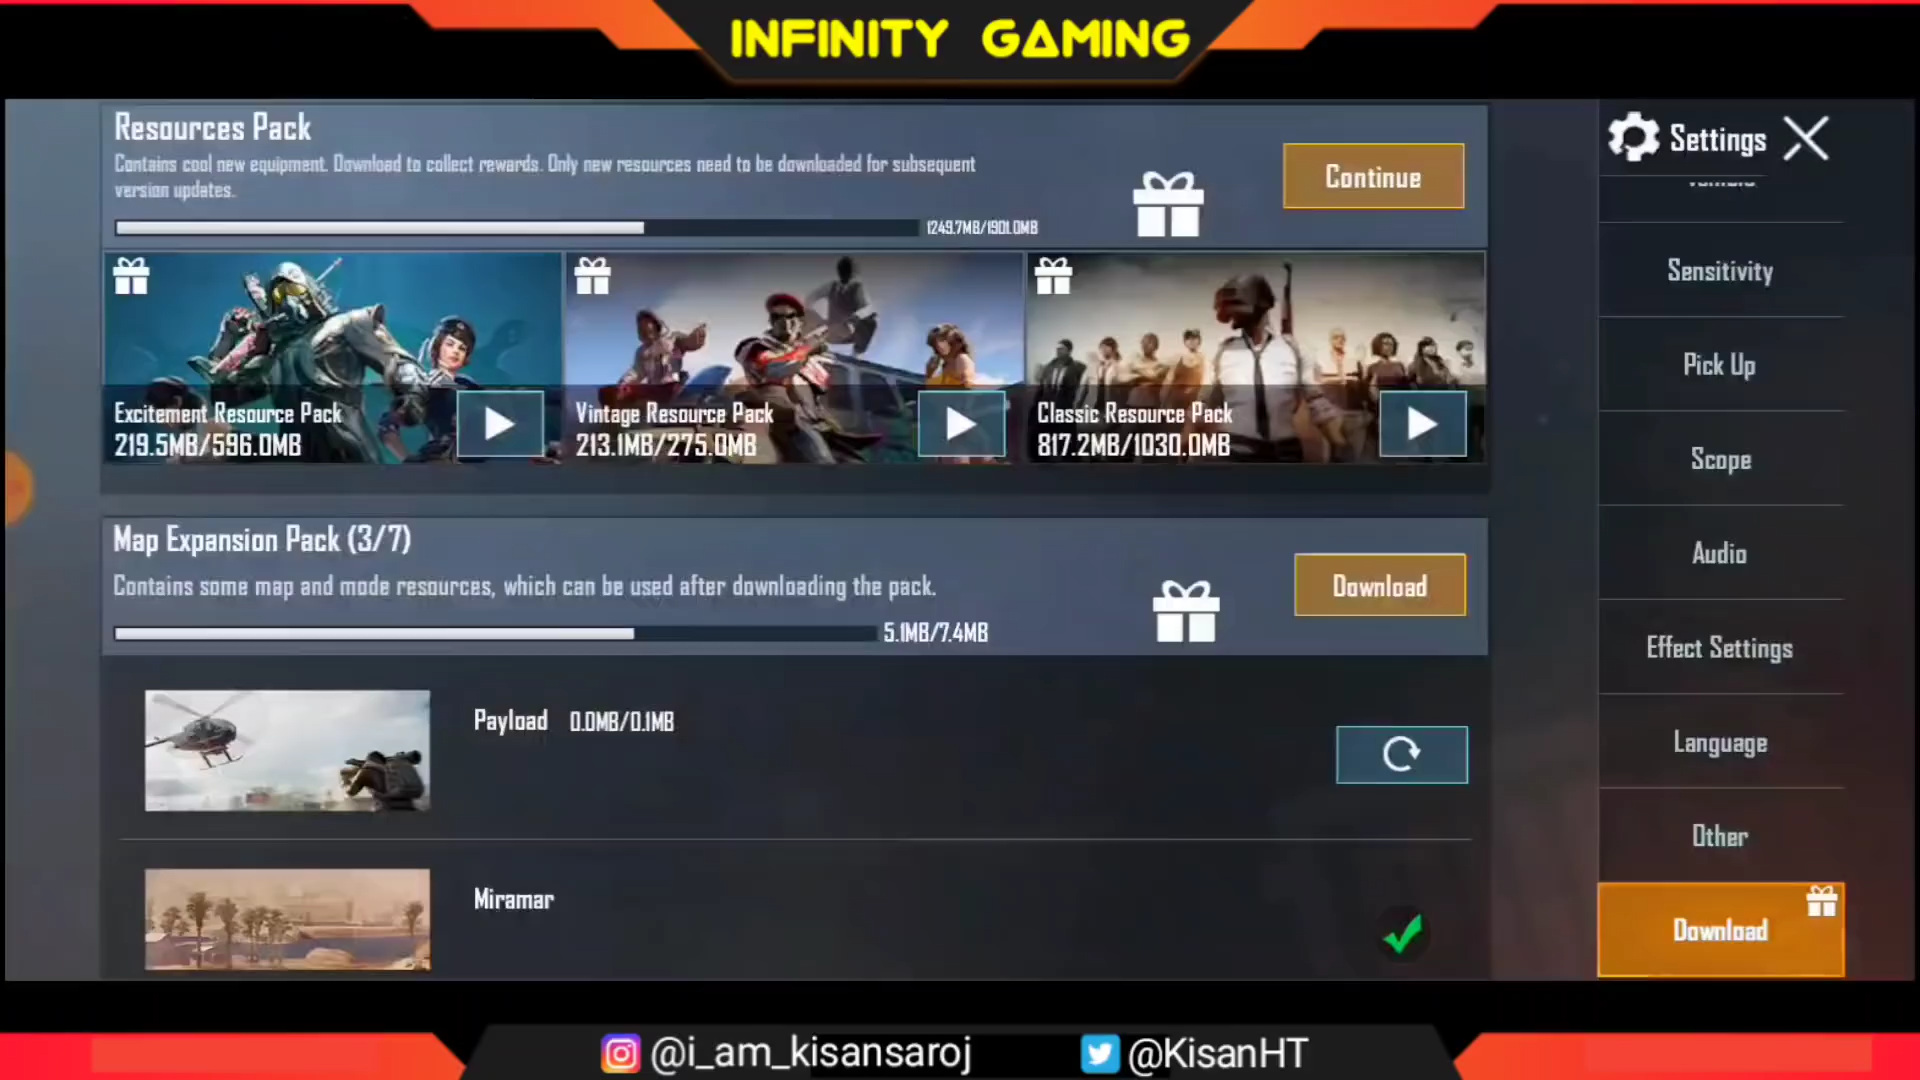 INFINITY GAMING
Resources Pack
Contains cool new equipment. Download to collect rewards. Only new resources need to be downloaded for subsequent
version updates.
1249.7MB/1901.0MB
Continue
Excitement Resource Pack
219.5MB/596.0MB
Vintage Resource Pack
213.1MB/275.0MB
Classic Resource Pack
817.2MB/1030.0MB
Map Expansion Pack (3/7)
Contains some map and mode resources, which can be used after downloading the pack.
5.1MB/7.4MB
Download
Payload 0.0MB/0.1MB
Miramar
Settings
Sensitivity
Pick Up
Scope
Audio
Effect Settings
Language
Other
Download
@i_am_kisansaroj
@KisanHT